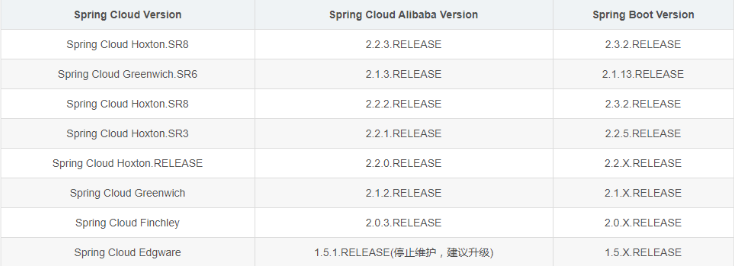 Spring Cloud Version Spring Cloud Alibaba Version Spring Boot Version
Spring Cloud Hoxton.SR8 2.2.3.RELEASE 2.3.2.RELEASE
Spring Cloud Greenwich.SR6 2.1.3.RELEASE 2.1.13.RELEASE
Spring Cloud Hoxton.SR8 2.2.2.RELEASE 2.3.2.RELEASE
Spring Cloud Hoxton.SR3 2.2.1.RELEASE 2.2.5.RELEASE
Spring Cloud Hoxton.RELEASE 2.2.0.RELEASE 2.2.X.RELEASE
Spring Cloud Greenwich 2.1.2.RELEASE 2.1.X.RELEASE
Spring Cloud Finchley 2.0.3.RELEASE 2.0.X.RELEASE
Spring Cloud Edgware 1.5.1.RELEASE(停止维护，建议升级) 1.5.X.RELEASE